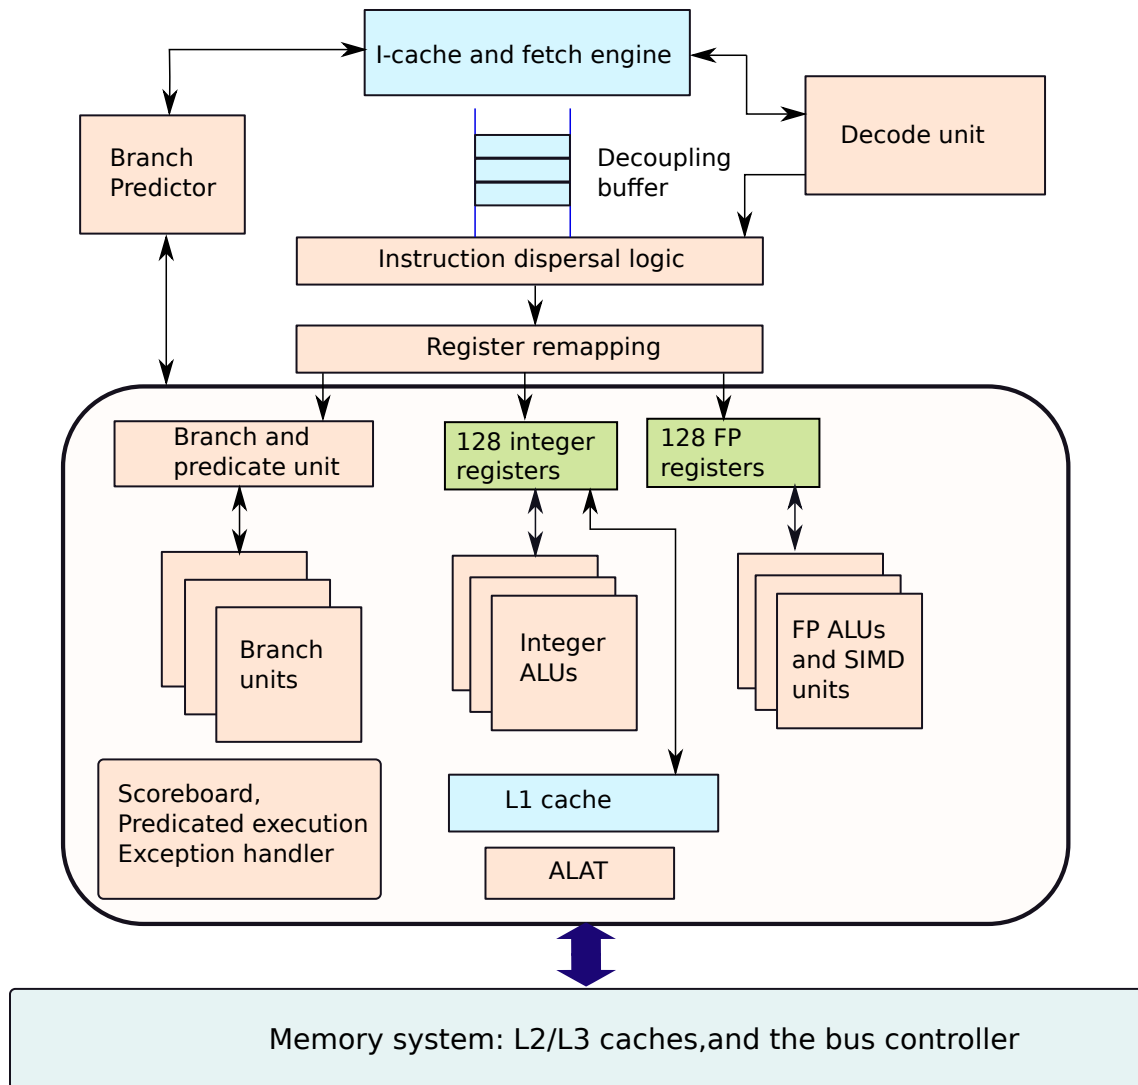 I-cache and fetch engine
Branch
Predictor
Decoupling
buffer
Decode unit
Instruction dispersal logic
Register remapping
Branch and
predicate unit
128 integer
registers
128 FP
registers
Branch
units
Integer
ALUs
FP ALUs
and SIMD
units
Scoreboard,
Predicated execution
Exception handler
L1 cache
ALAT
Memory system: L2/L3 caches,and the bus controller